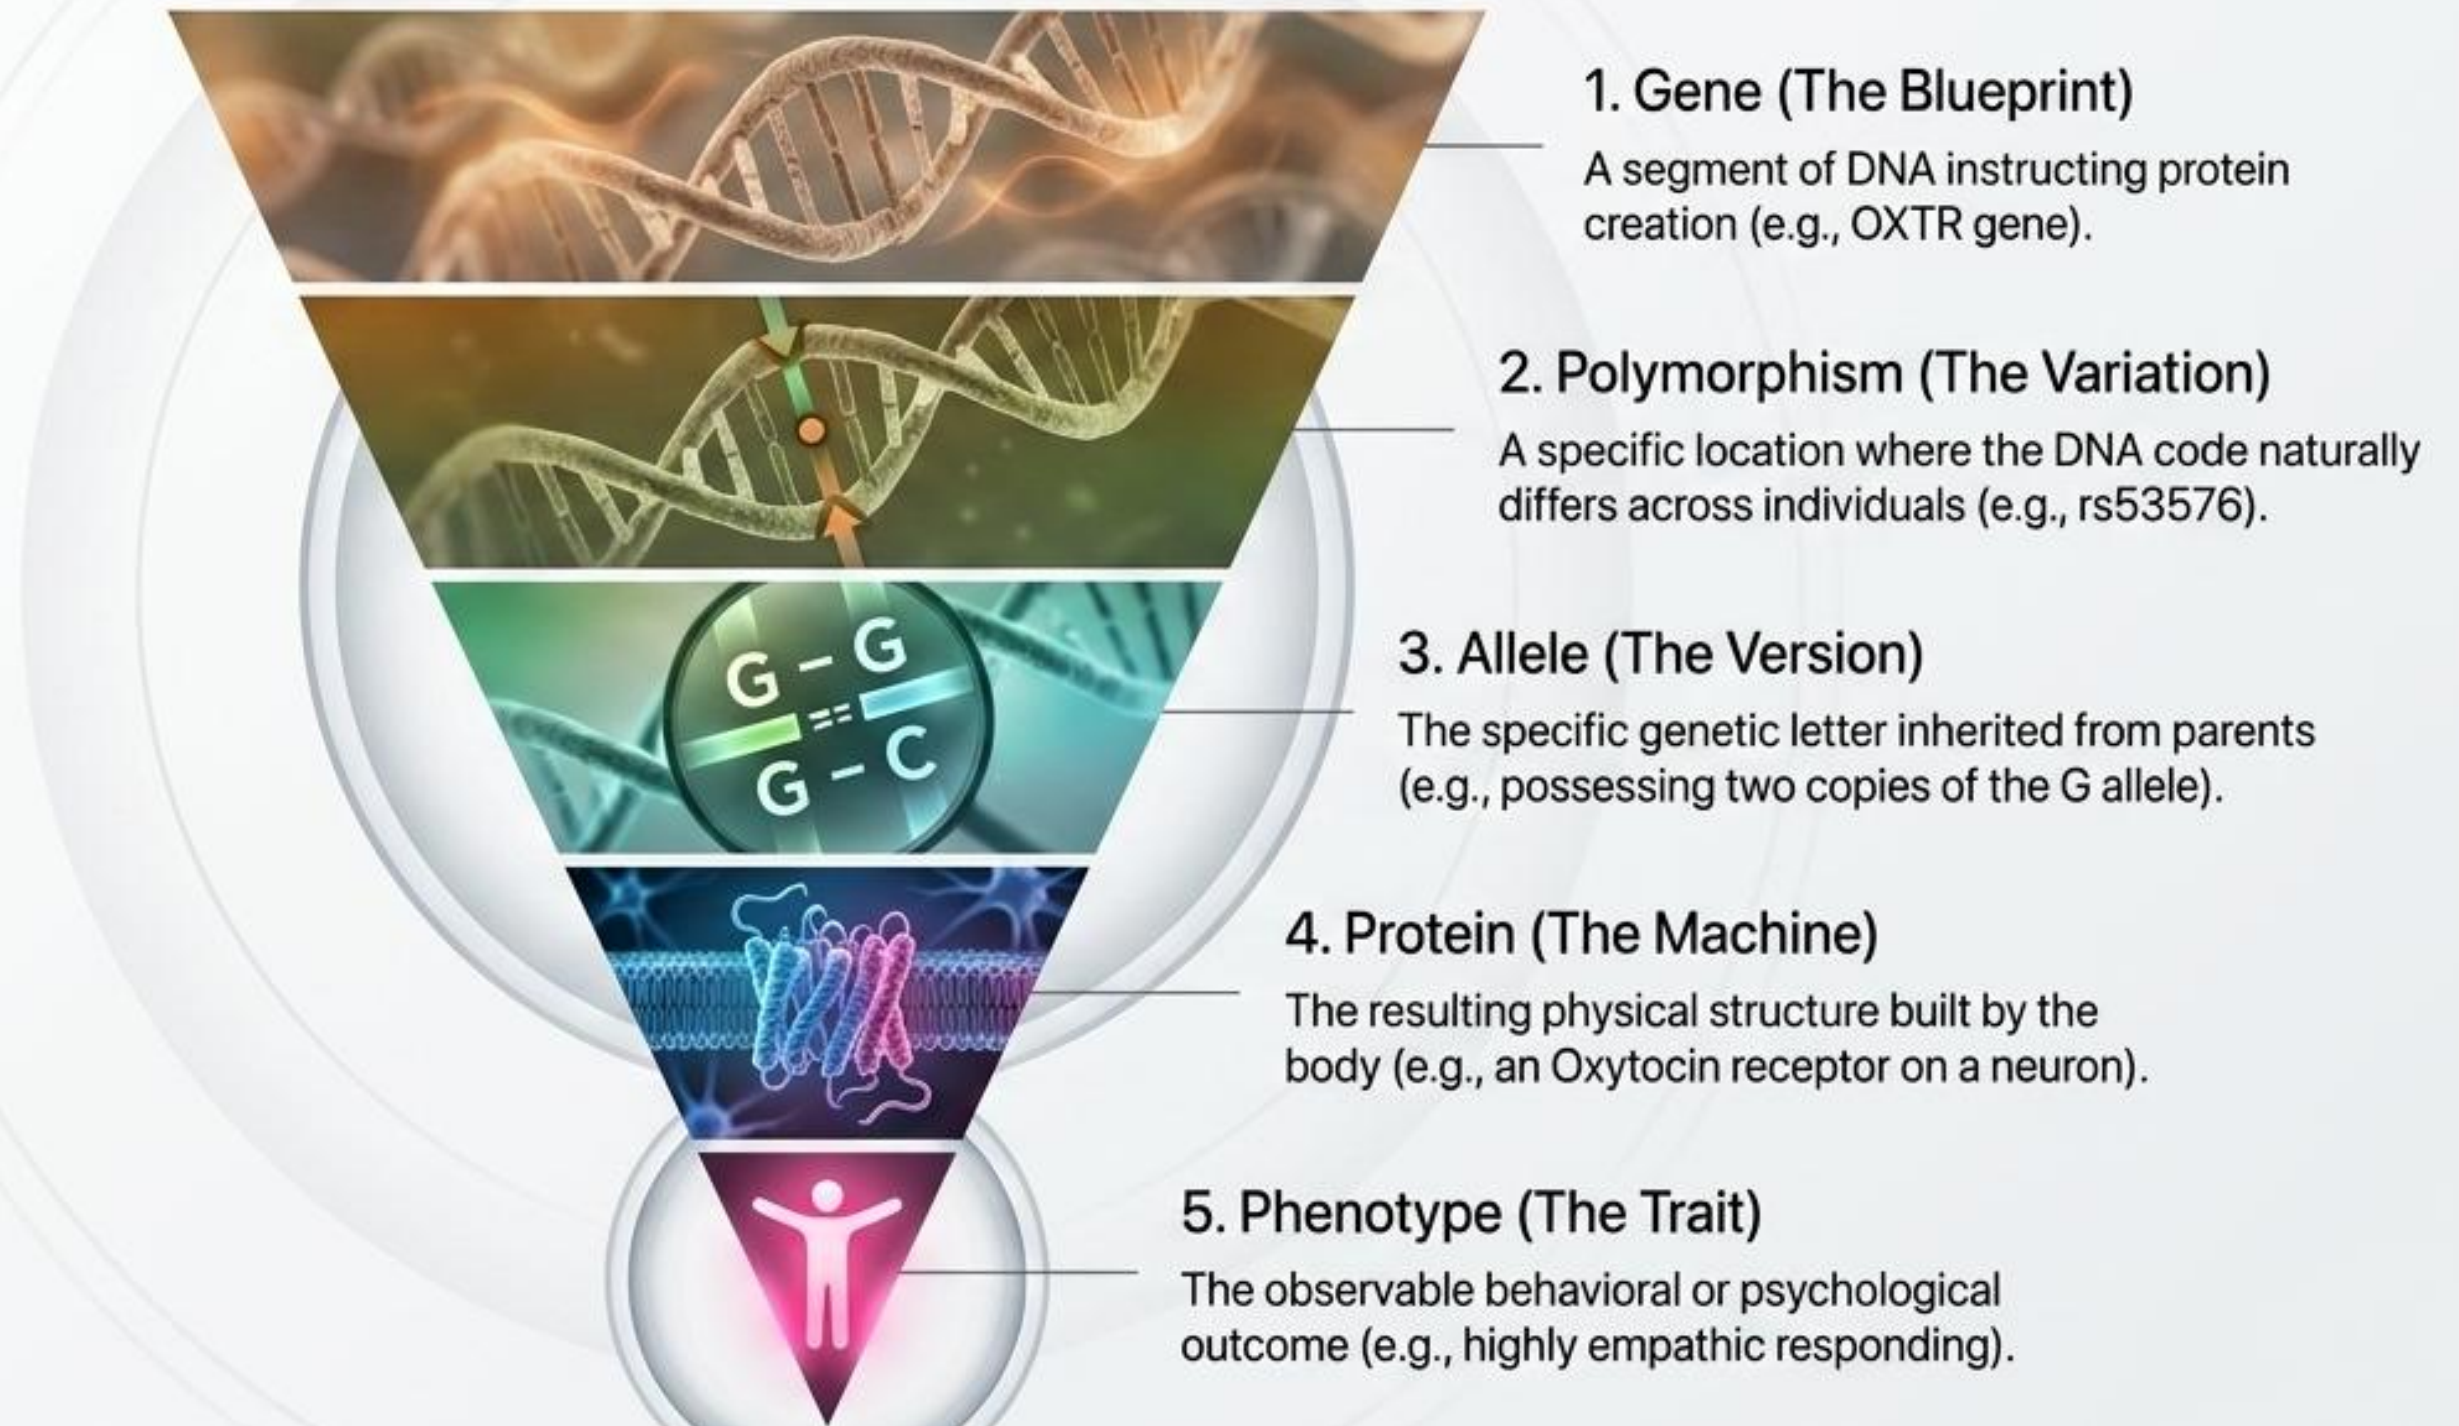 1. Gene (The Blueprint)
A segment of DNA instructing protein
creation (e.g., OXTR gene).
2. Polymorphism (The Variation)
A specific location where the DNA code naturally
differs across individuals (e.g., rs53576).
G – G
G – C
3. Allele (The Version)
The specific genetic letter inherited from parents
(e.g., possessing two copies of the G allele).
4. Protein (The Machine)
The resulting physical structure built by the
body (e.g., an Oxytocin receptor on a neuron).
5. Phenotype (The Trait)
The observable behavioral or psychological
outcome (e.g., highly empathic responding).